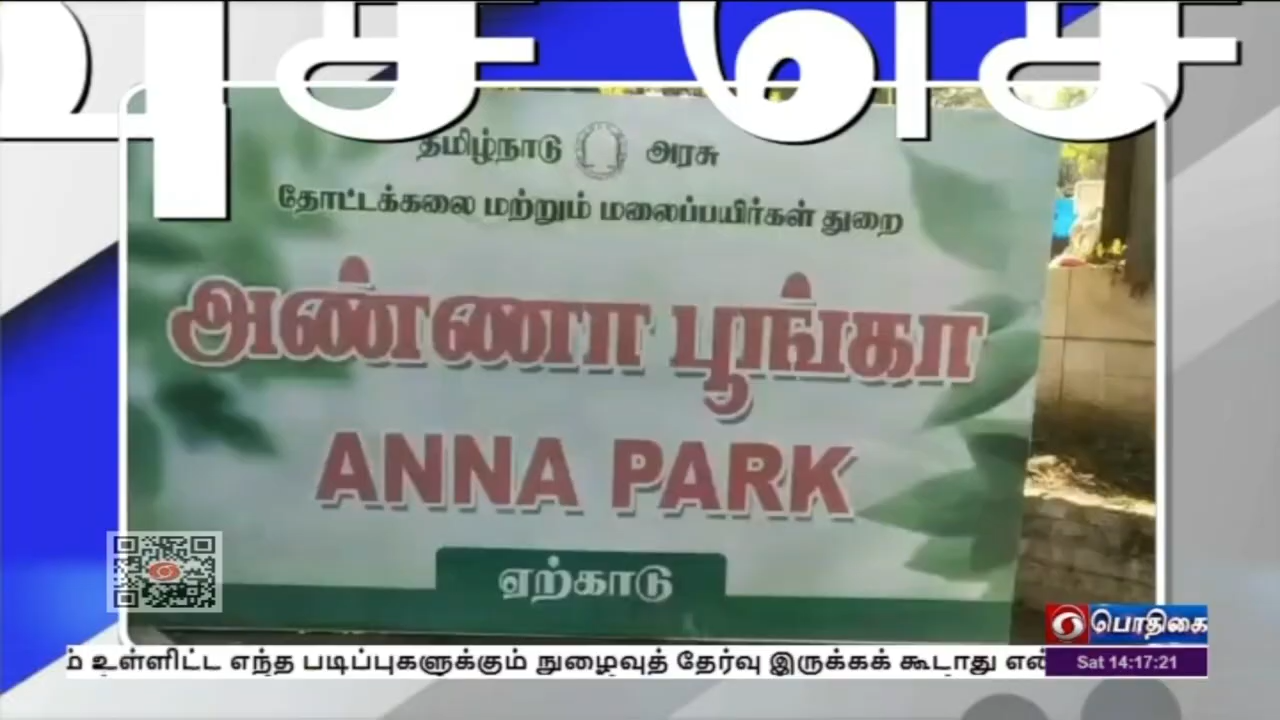 தமிழ்நாடு அரசு
தோட்டக்கலை மற்றும் மலைப்பயிர்கள் துறை
அண்ணா பூங்கா
ANNA PARK
ஏற்காடு
பொதிகை
உள்ளிட்ட எந்த படிப்புகளுக்கும் நுழைவுத் தேர்வு இருக்கக் கூடாது
Sat 14:17:21